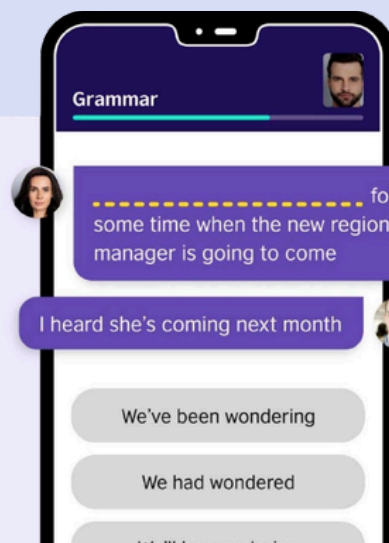 Grammar
fo
some time when the new region
manager is going to come
I heard she's coming next month
We've been wondering
We had wondered